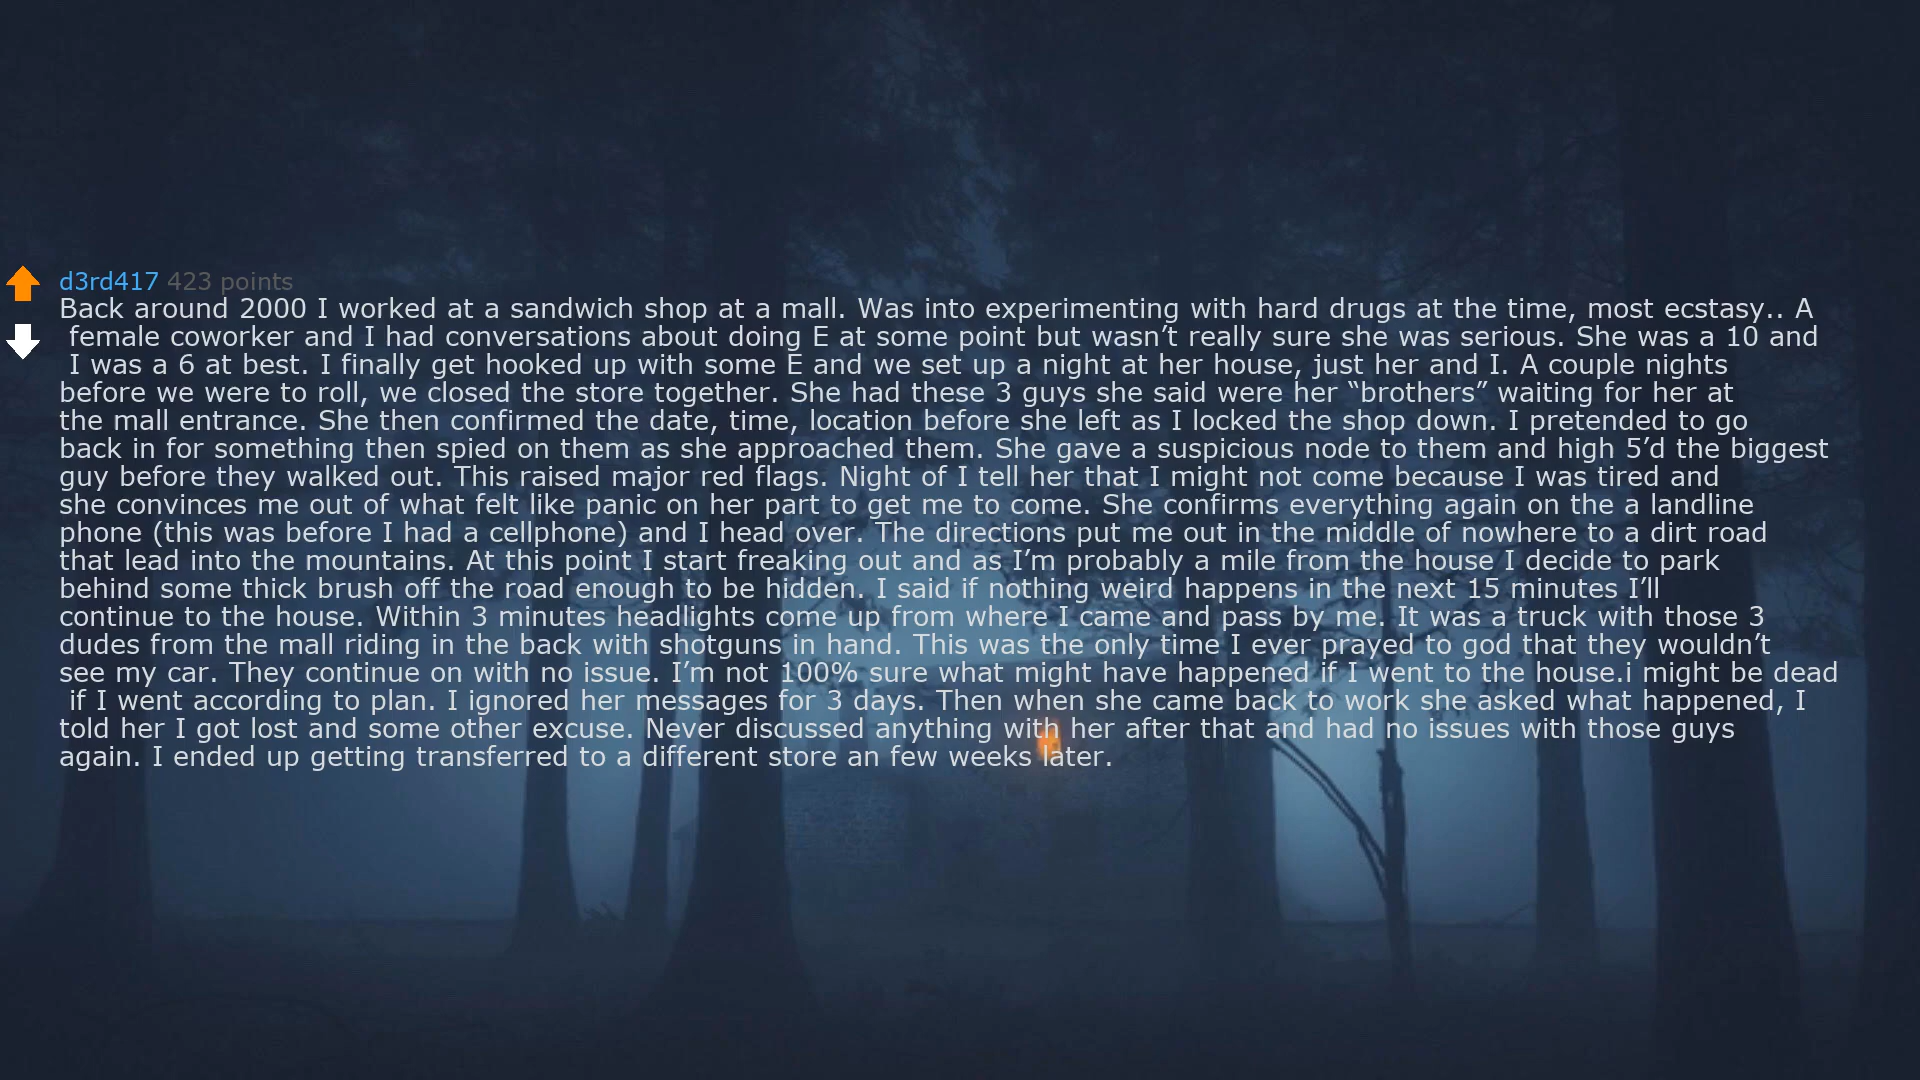 d3rd417 423 points
Back around 2000 I worked at a sandwich shop at a mall. Was into experimenting with hard drugs at the time, most ecstasy.. A
female coworker and I had conversations about doing E at some point but wasn’t really sure she was serious. She was a 10 and
I was a 6 at best. I finally get hooked up with some E and we set up a night at her house, just her and I. A couple nights
before we were to roll, we closed the store together. She had these 3 guys she said were her “brothers” waiting for her at
the mall entrance. She then confirmed the date, time, location before she left as I locked the shop down. I pretended to go
back in for something then spied on them as she approached them. She gave a suspicious node to them and high 5’d the biggest
guy before they walked out. This raised major red flags. Night of I tell her that I might not come because I was tired and
she convinces me out of what felt like panic on her part to get me to come. She confirms everything again on the a landline
phone (this was before I had a cellphone) and I head over. The directions put me out in the middle of nowhere to a dirt road
that lead into the mountains. At this point I start freaking out and as I’m probably a mile from the house I decide to park
behind some thick brush off the road enough to be hidden. I said if nothing weird happens in the next 15 minutes I’ll
continue to the house. Within 3 minutes headlights come up from where I came and pass by me. It was a truck with those 3
dudes from the mall riding in the back with shotguns in hand. This was the only time I ever prayed to god that they wouldn’t
see my car. They continue on with no issue. I’m not 100% sure what might have happened if I went to the house.i might be dead
if I went according to plan. I ignored her messages for 3 days. Then when she came back to work she asked what happened, I
told her I got lost and some other excuse. Never discussed anything with her after that and had no issues with those guys
again. I ended up getting transferred to a different store an few weeks later.